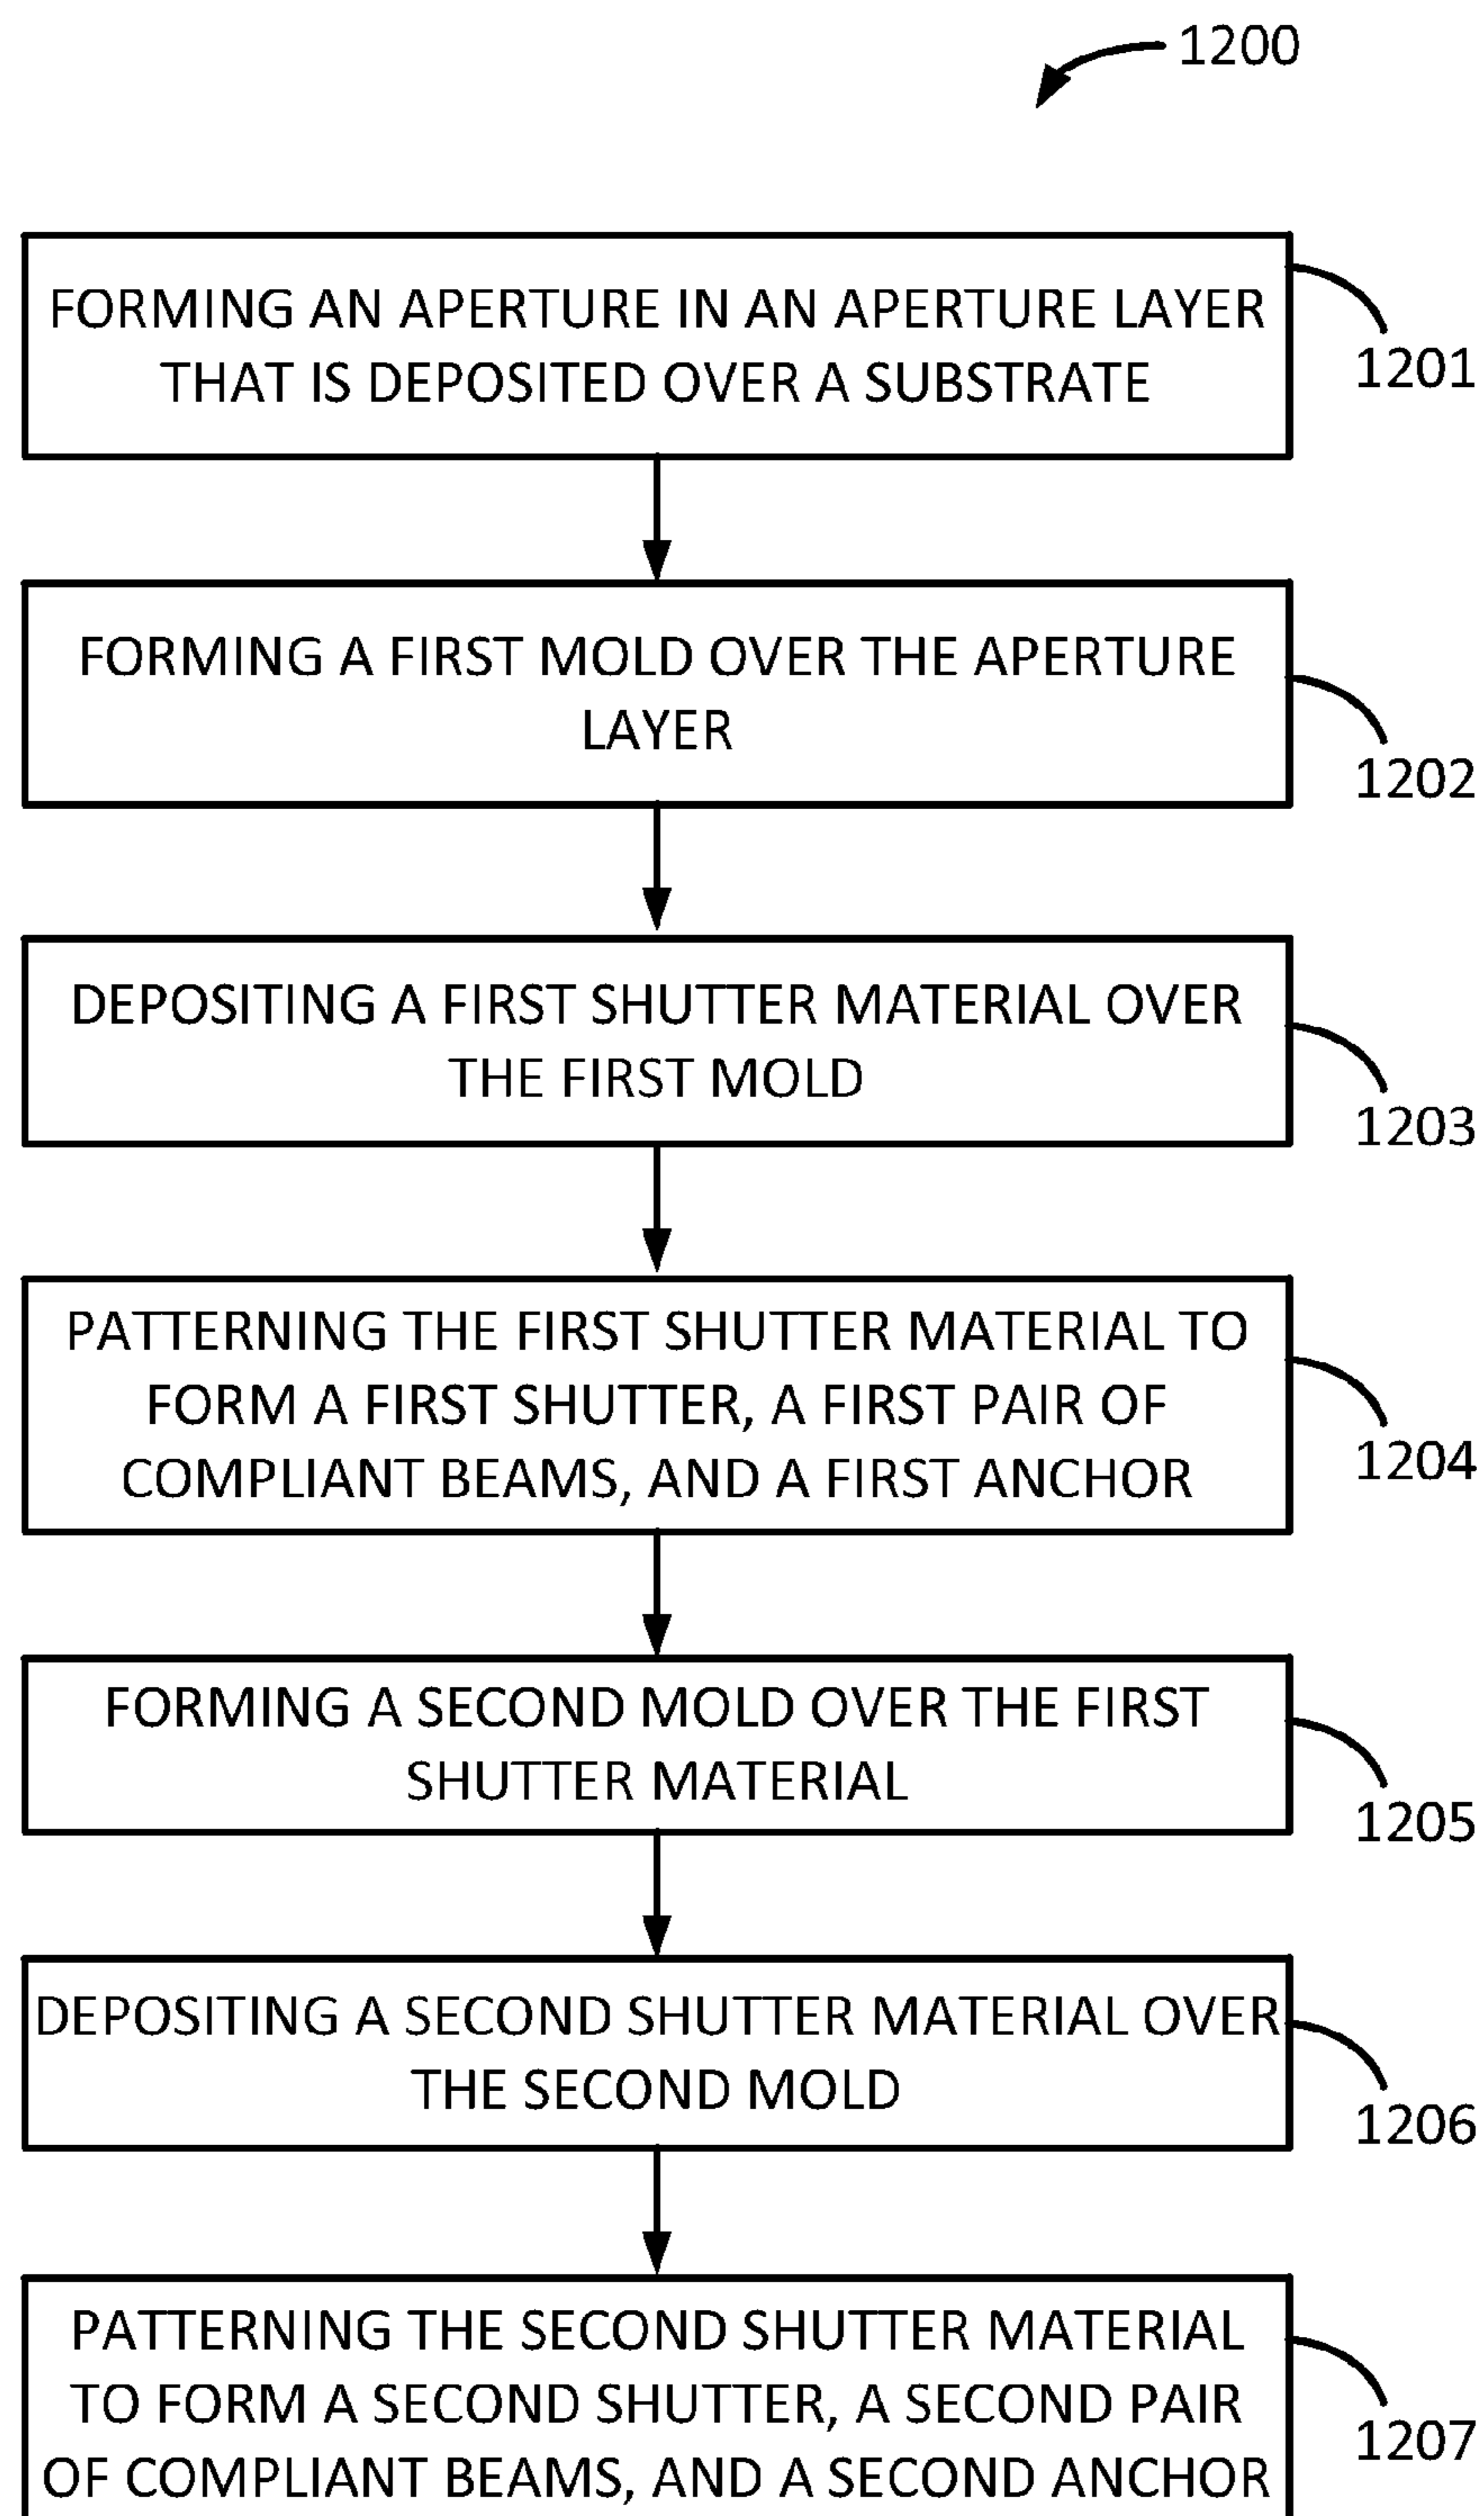 1200
FORMING AN APERTURE IN AN APERTURE LAYER
THAT IS DEPOSITED OVER A SUBSTRATE
1201
FORMING A FIRST MOLD OVER THE APERTURE
LAYER
1202
DEPOSITING A FIRST SHUTTER MATERIAL OVER
THE FIRST MOLD
1203
PATTERNING THE FIRST SHUTTER MATERIAL TO
FORM A FIRST SHUTTER, A FIRST PAIR OF
COMPLIANT BEAMS, AND A FIRST ANCHOR
1204
FORMING A SECOND MOLD OVER THE FIRST
SHUTTER MATERIAL
1205
DEPOSITING A SECOND SHUTTER MATERIAL OVER
THE SECOND MOLD
1206
PATTERNING THE SECOND SHUTTER MATERIAL
TO FORM A SECOND SHUTTER, A SECOND PAIR
OF COMPLIANT BEAMS, AND A SECOND ANCHOR
1207